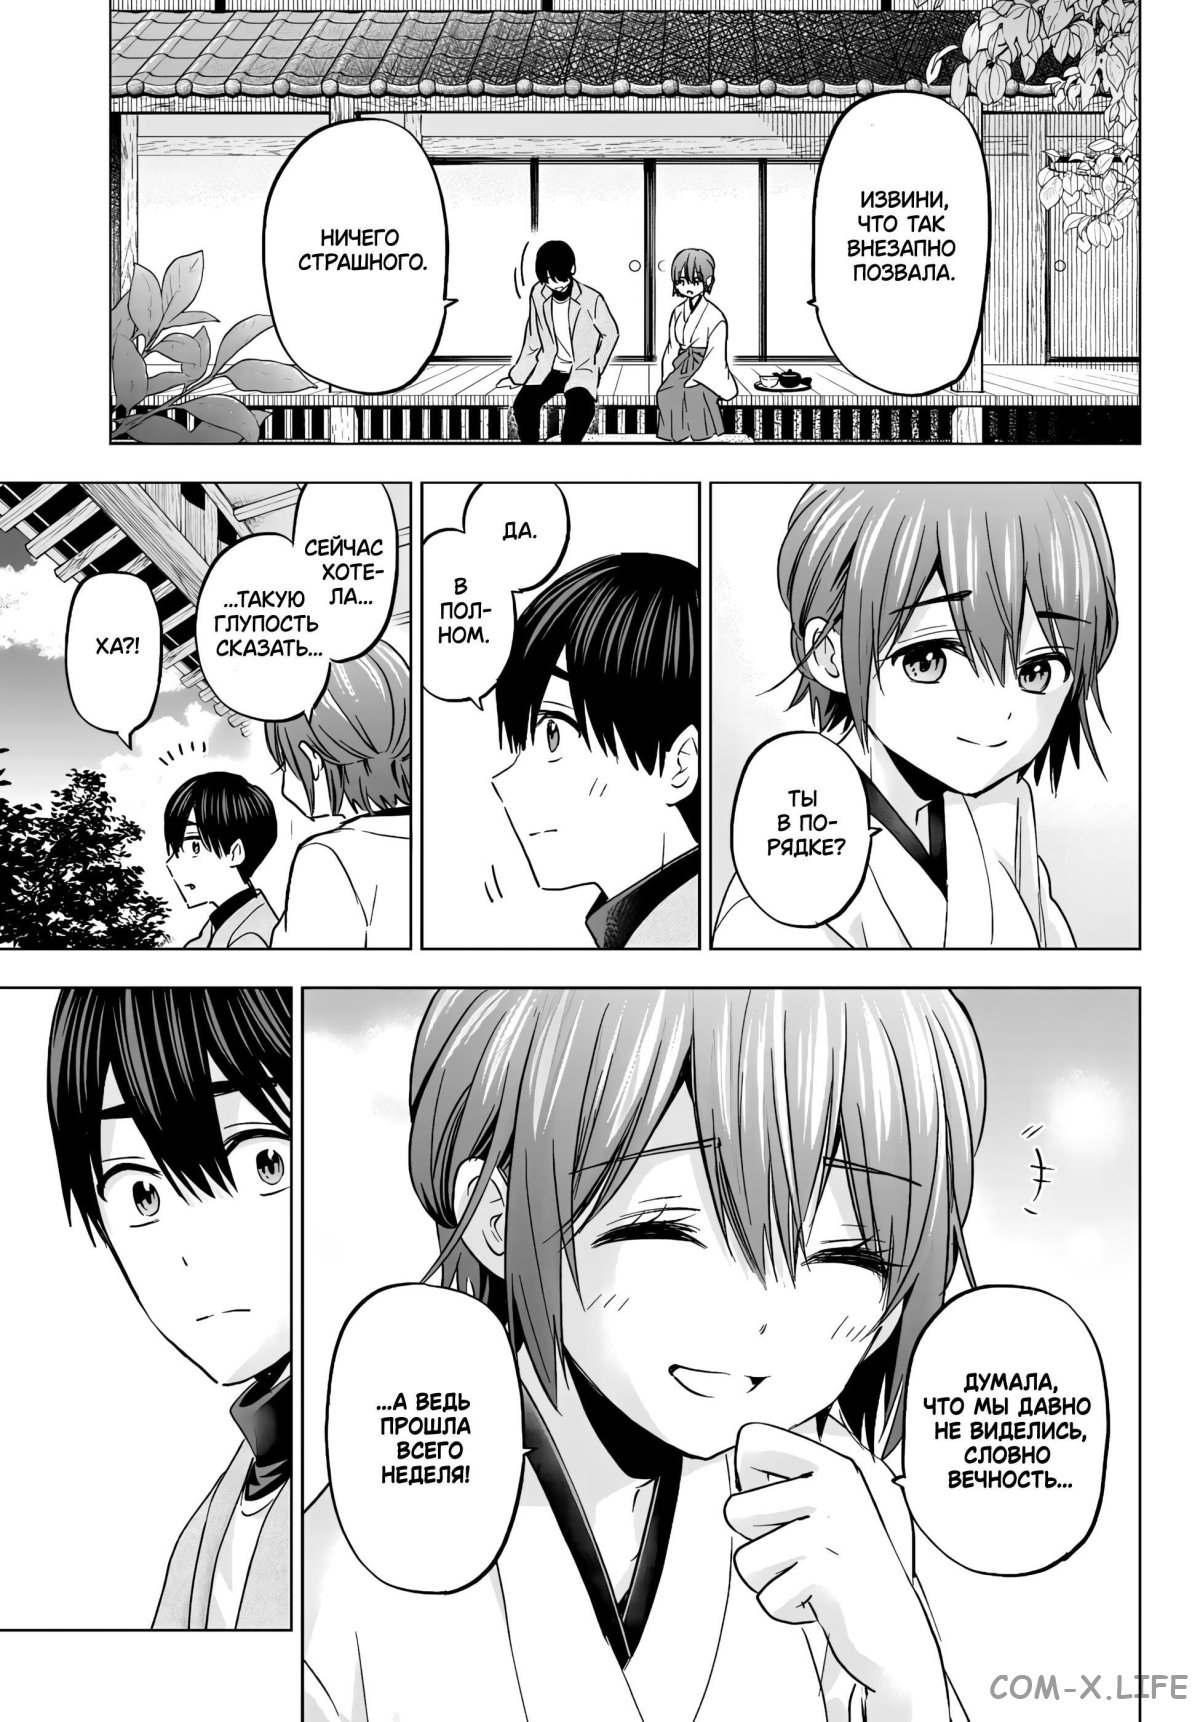 ИЗВИНИ,
ЧТО ТАК
ВНЕЗАПНО
ПОЗВАЛА.
НИЧЕГО
СТРАШНОГО.
ТЫ
В ПО-
РЯДКЕ?
ДА.
В
ПОЛ-
НОМ.
СЕЙЧАС
ХОТЕ-
ЛА...
...ТАКУЮ
ГЛУПОСТЬ
СКАЗАТЬ...
ХА?!
ДУМАЛА,
ЧТО МЫ ДАВНО
НЕ ВИДЕЛИСЬ,
СЛОВНО
ВЕЧНОСТЬ...
...А ВЕДЬ
ПРОШЛА
ВСЕГО
НЕДЕЛЯ!
COM-X.LIFE